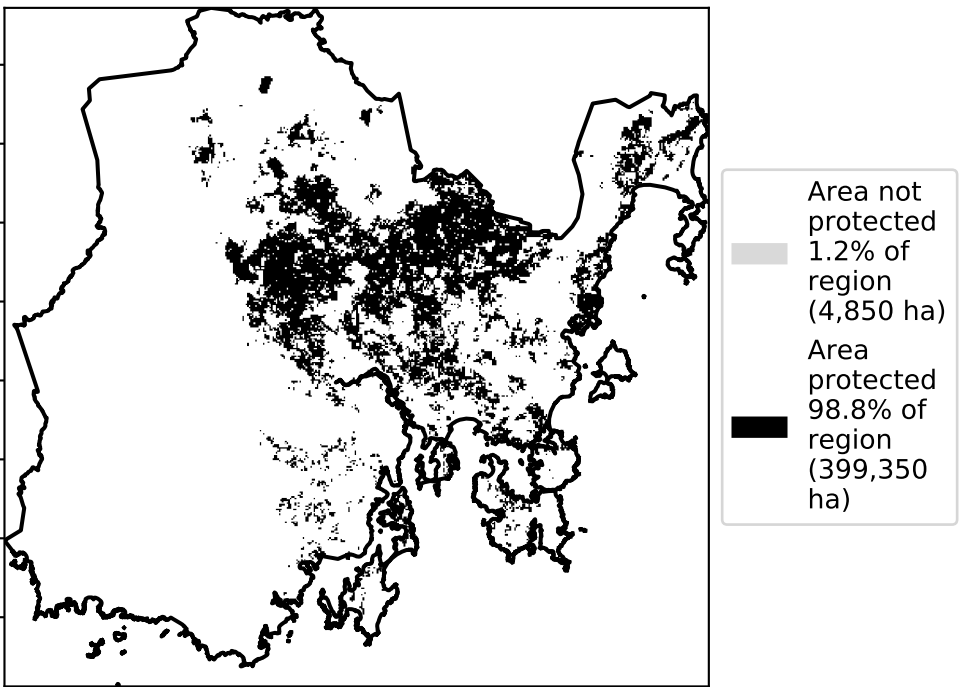 Area not
protected
1.2% of
region
(4,850 ha)
Area
protected
98.8% of
region
(399,350
ha)